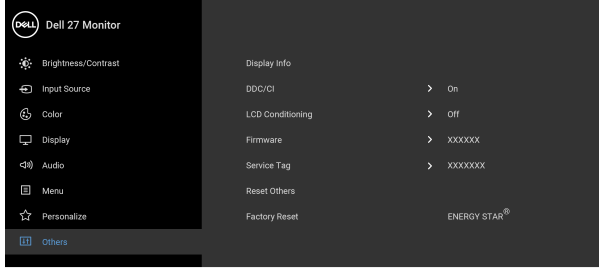 DELL Dell 27 Monitor
Brightness/Contrast
Input Source
Color
Display
Audio
Menu
Personalize
Others
Display Info
DDC/CI On
LCD Conditioning Off
Firmware XXXXXX
Service Tag XXXXXXX
Reset Others
Factory Reset ENERGY STAR®